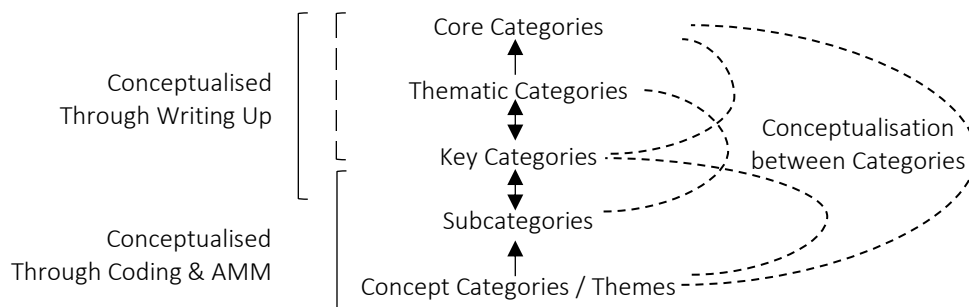 Core Categories
Conceptualised
Through Writing Up
Thematic Categories
Key Categories
Conceptualisation
between Categories
Subcategories
Conceptualised
Through Coding & AMM
Concept Categories / Themes